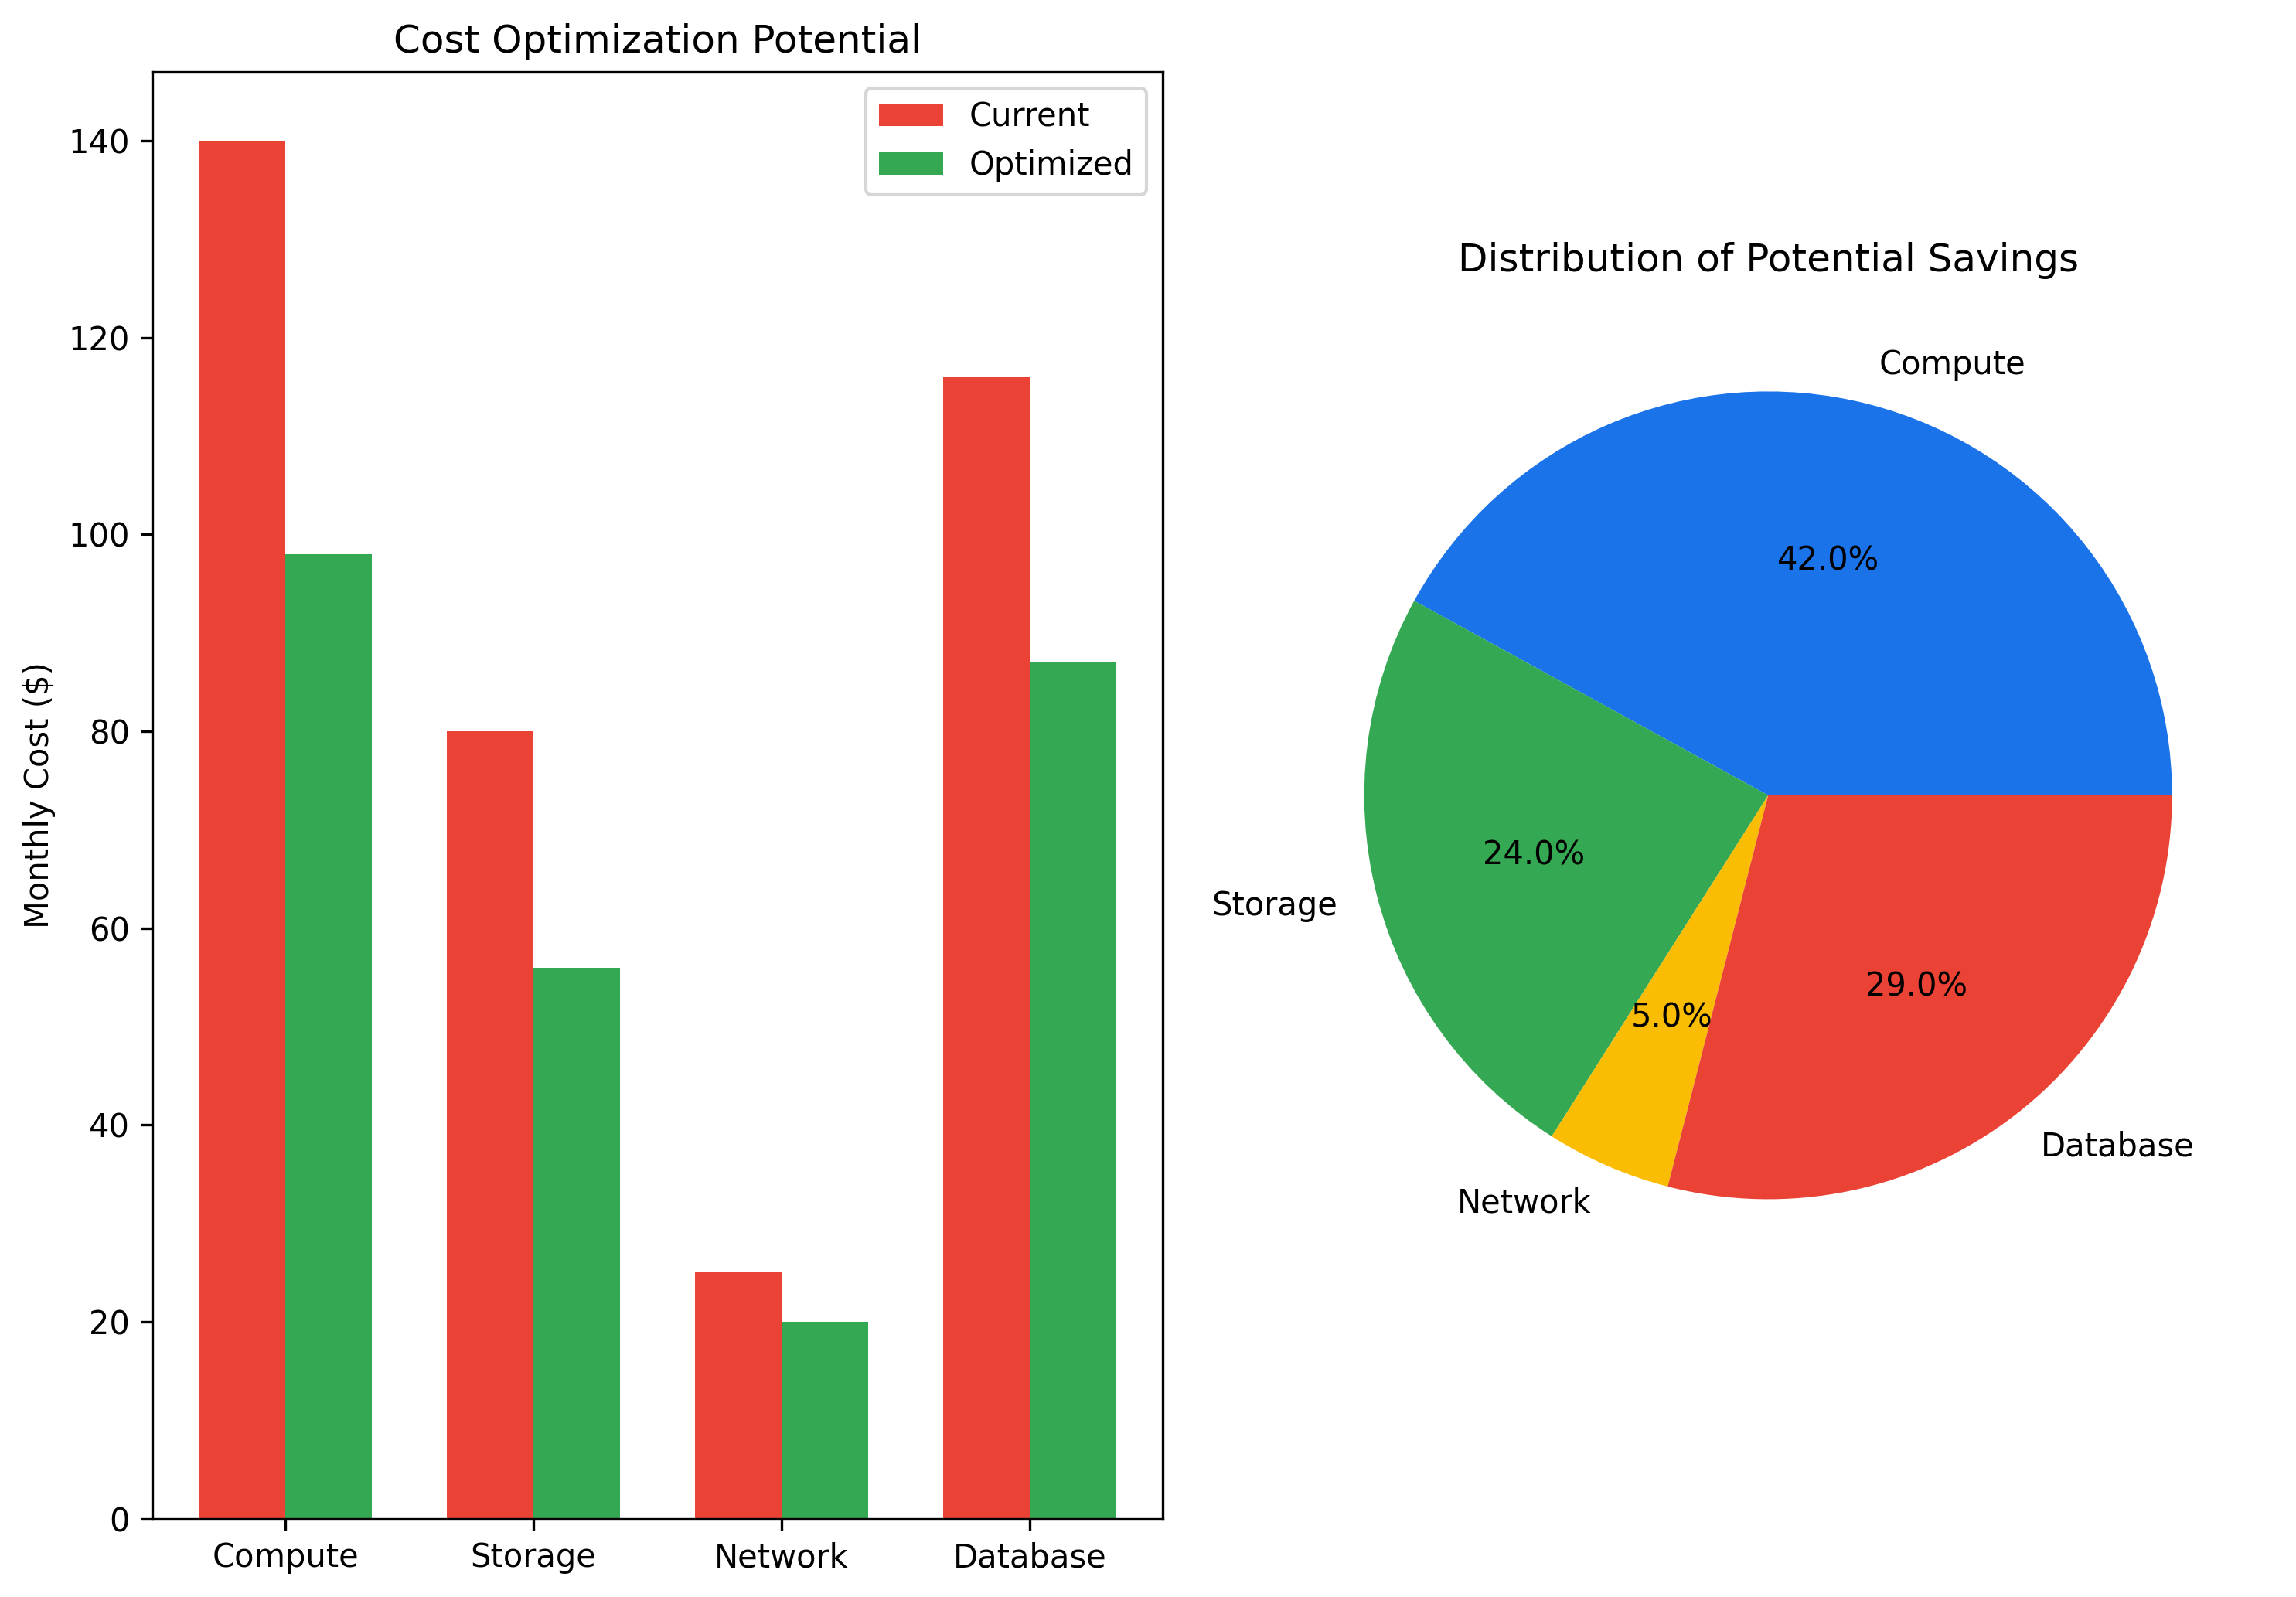 Cost Optimization Potential
Current
Optimized
Monthly Cost ($)
140
120
100
80
60
40
20
0
Compute
Storage
Network
Database
Distribution of Potential Savings
Compute
42.0%
24.0%
Storage
29.0%
5.0%
Database
Network